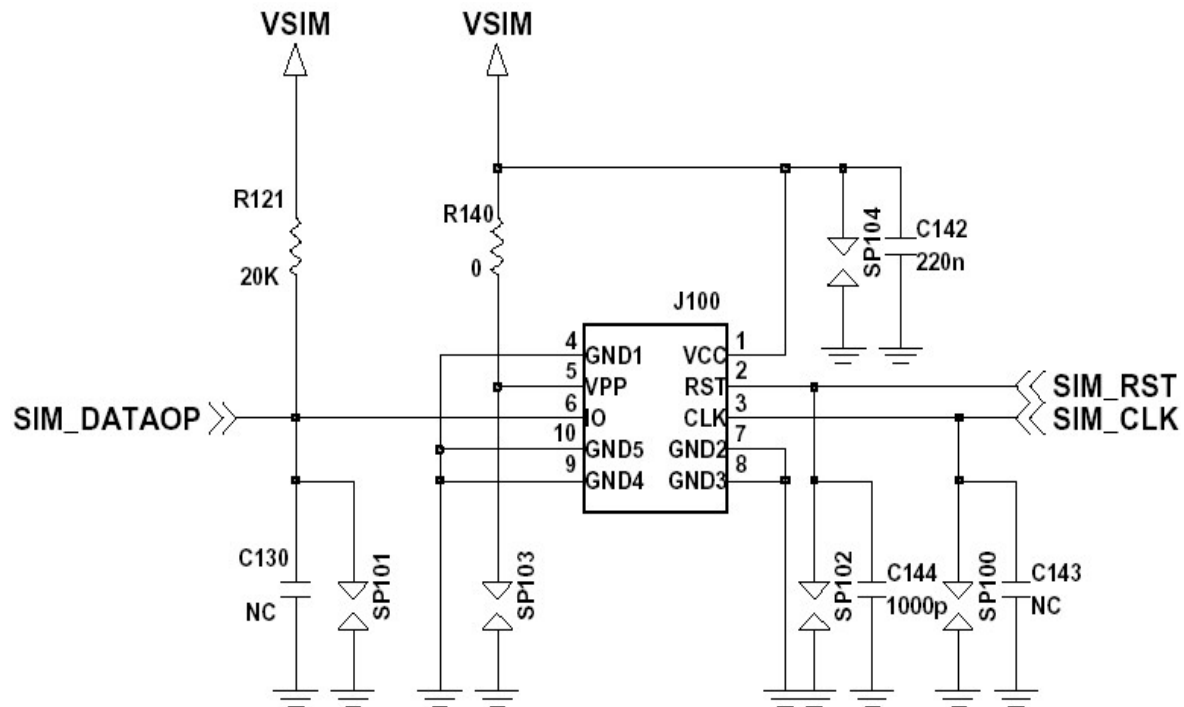 VSIM
VSIM
R121
20K
R140
0
SP104
C142
220n
J100
4
GND1
VCC
1
5
VPP
RST
2
SIM_RST
SIM_DATAOP
6
IO
CLK
3
SIM_CLK
10
GND5
GND2
7
9
GND4
GND3
8
C130
NC
SP101
SP103
SP102
C144
1000p
SP100
C143
NC